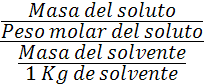 Masa del soluto
Peso molar del soluto
Masa del solvente
1 Kg de solvente